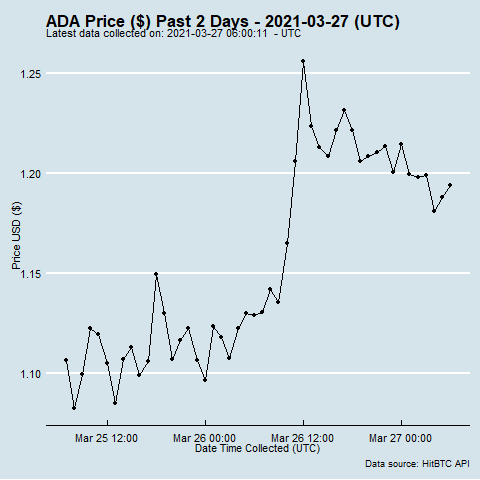 ADA Price ($) Past 2 Days - 2021-03-27 (UTC)
Latest data collected on: 2021-03-27 06:00:11 - UTC
1.25
1.20
1.15
1.10
Price USD ($)
Mar 25 12:00
Mar 26 00:00
Mar 26 12:00
Mar 27 00:00
Date Time Collected (UTC)
Data source: HitBTC API